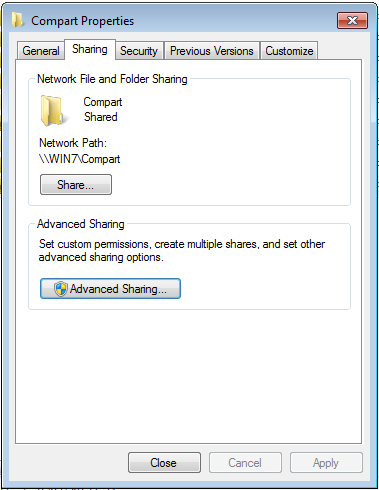 Compart Properties
General Sharing Security Previous Versions Customize
Network File and Folder Sharing
Compart
Shared
Network Path:
\\WIN7\Compart
Share...
Advanced Sharing
Set custom permissions, create multiple shares, and set other
advanced sharing options.
Advanced Sharing...
Close Cancel Apply